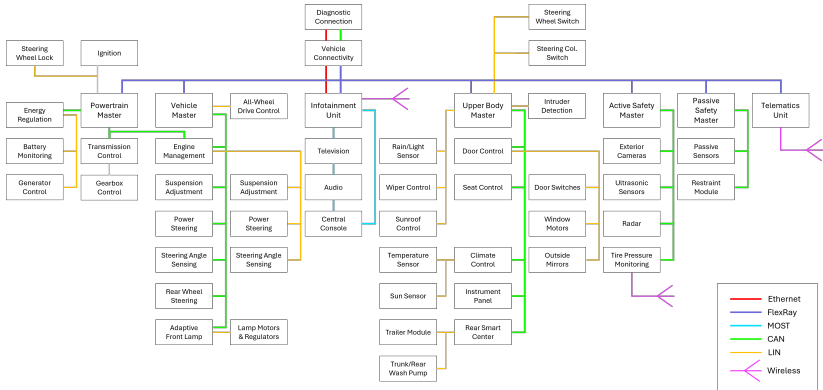 Diagnostic
Connection
Steering
Wheel Switch
Steering
Wheel Lock
Ignition
Vehicle
Connectivity
Steering Col.
Switch
Energy
Regulation
Powertrain
Master
Vehicle
Master
All-Wheel
Drive Control
Infotainment
Unit
Upper Body
Master
Intruder
Detection
Active Safety
Master
Passive
Safety
Master
Telematics
Unit
Battery
Monitoring
Transmission
Control
Engine
Management
Television
Rain/Light
Sensor
Door Control
Exterior
Cameras
Passive
Sensors
Generator
Control
Gearbox
Control
Suspension
Adjustment
Suspension
Adjustment
Audio
Wiper Control
Seat Control
Door Switches
Ultrasonic
Sensors
Restraint
Module
Power
Steering
Power
Steering
Central
Console
Sunroof
Control
Window
Motors
Radar
Steering Angle
Sensing
Steering Angle
Sensing
Temperature
Sensor
Climate
Control
Outside
Mirrors
Tire Pressure
Monitoring
Rear Wheel
Steering
Sun Sensor
Instrument
Panel
Adaptive
Front Lamp
Lamp Motors
& Regulators
Trailer Module
Rear Smart
Center
Trunk/Rear
Wash Pump
Ethernet
FlexRay
MOST
CAN
LIN
Wireless